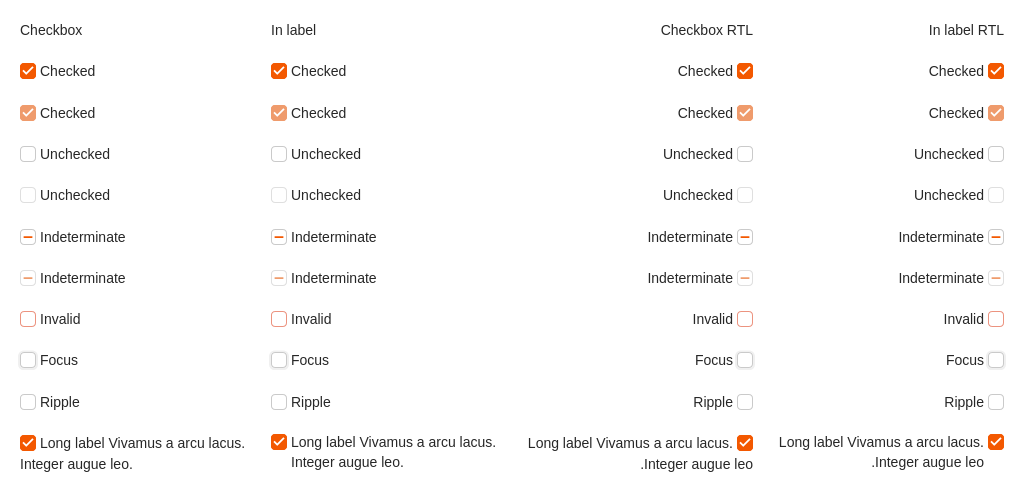 Checkbox In label Checkbox RTL In label RTL
Checked Checked Checked Checked
Checked Checked Checked Checked
Unchecked Unchecked Unchecked Unchecked
Unchecked Unchecked Unchecked Unchecked
Indeterminate Indeterminate Indeterminate Indeterminate
Indeterminate Indeterminate Indeterminate Indeterminate
Invalid Invalid Invalid Invalid
Focus Focus Focus Focus
Ripple Ripple Ripple Ripple
Long label Vivamus a arcu lacus. Long label Vivamus a arcu lacus. Long label Vivamus a arcu lacus. Long label Vivamus a arcu lacus.
Integer augue leo. Integer augue leo. .Integer augue leo .Integer augue leo